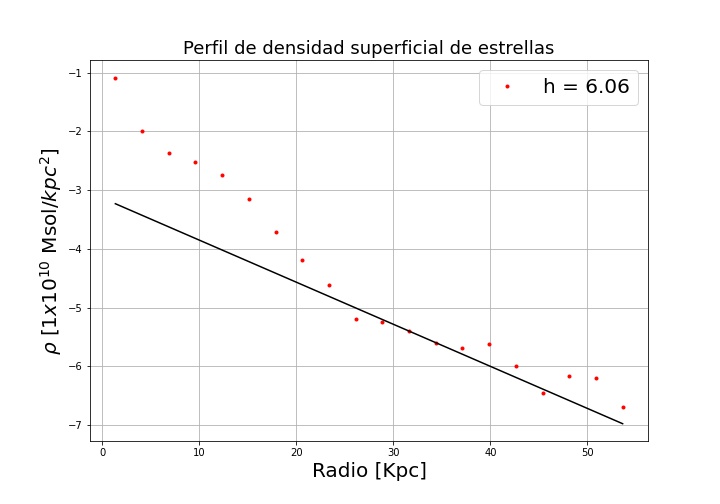 Perfil de densidad superficial de estrellas
h = 6.06
ρ [1x10¹⁰ Msol/kpc²]
−1
−2
−3
−4
−5
−6
−7
0 10 20 30 40 50
Radio [Kpc]